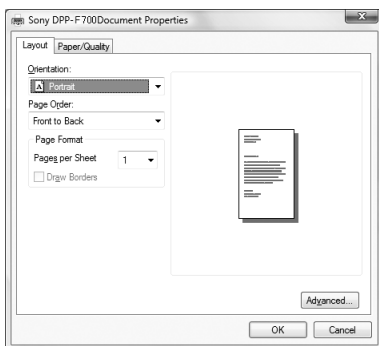 Sony DPP-F700Document Properties
Layout Paper/Quality
Orientation:
A Portrait
Page Order:
Front to Back
Page Format
Pages per Sheet 1
Draw Borders
Advanced...
OK Cancel